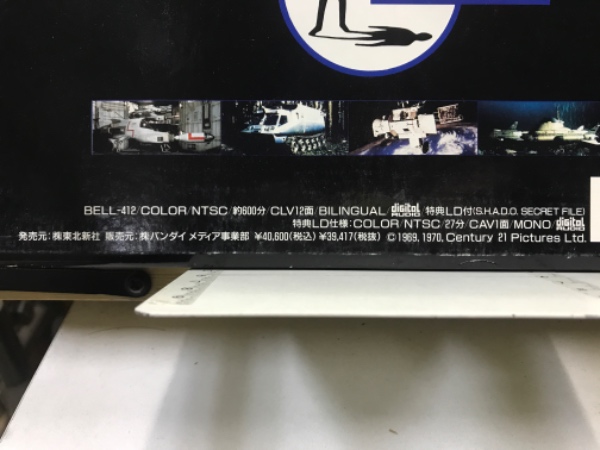 BELL-412/COLOR/NTSC/約600分/CLV12面/BILINGUAL/digital AUDIO/特典LD付(S.H.A.D.O. SECRET FILE)
特典LD仕様: COLOR/NTSC/27分/CAV1面/MONO digital AUDIO
発売元:㈱東北新社 販売元:㈱バンダイ メディア事業部 ¥40,600(税込)¥39,417(税抜) ©1969, 1970, Century 21 Pictures Ltd.